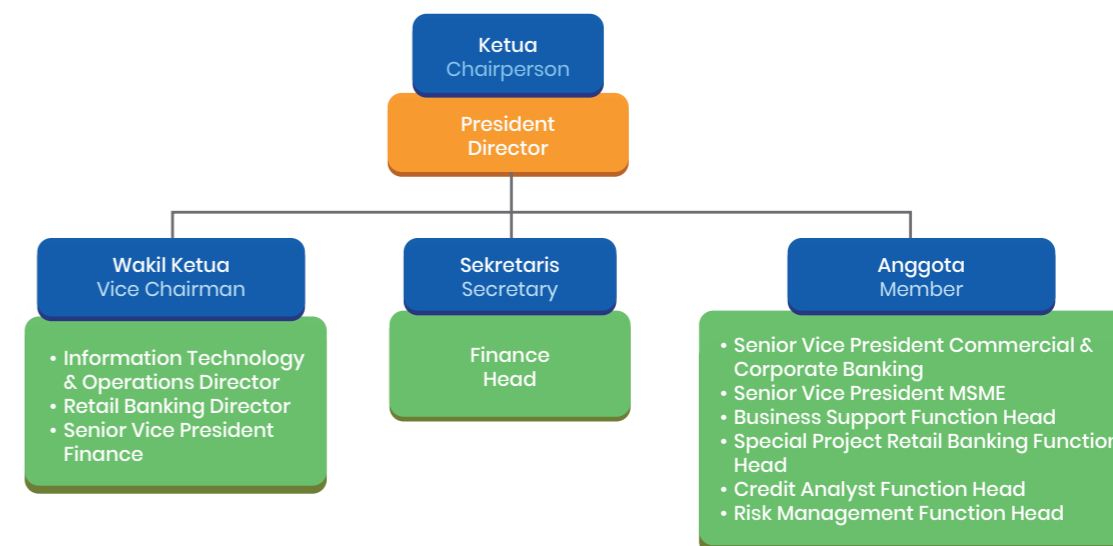 Ketua
Chairperson
President
Director
Wakil Ketua
Vice Chairman
• Information Technology
& Operations Director
• Retail Banking Director
• Senior Vice President
Finance
Sekretaris
Secretary
Finance
Head
Anggota
Member
• Senior Vice President Commercial &
Corporate Banking
• Senior Vice President MSME
• Business Support Function Head
• Special Project Retail Banking Function
Head
• Credit Analyst Function Head
• Risk Management Function Head